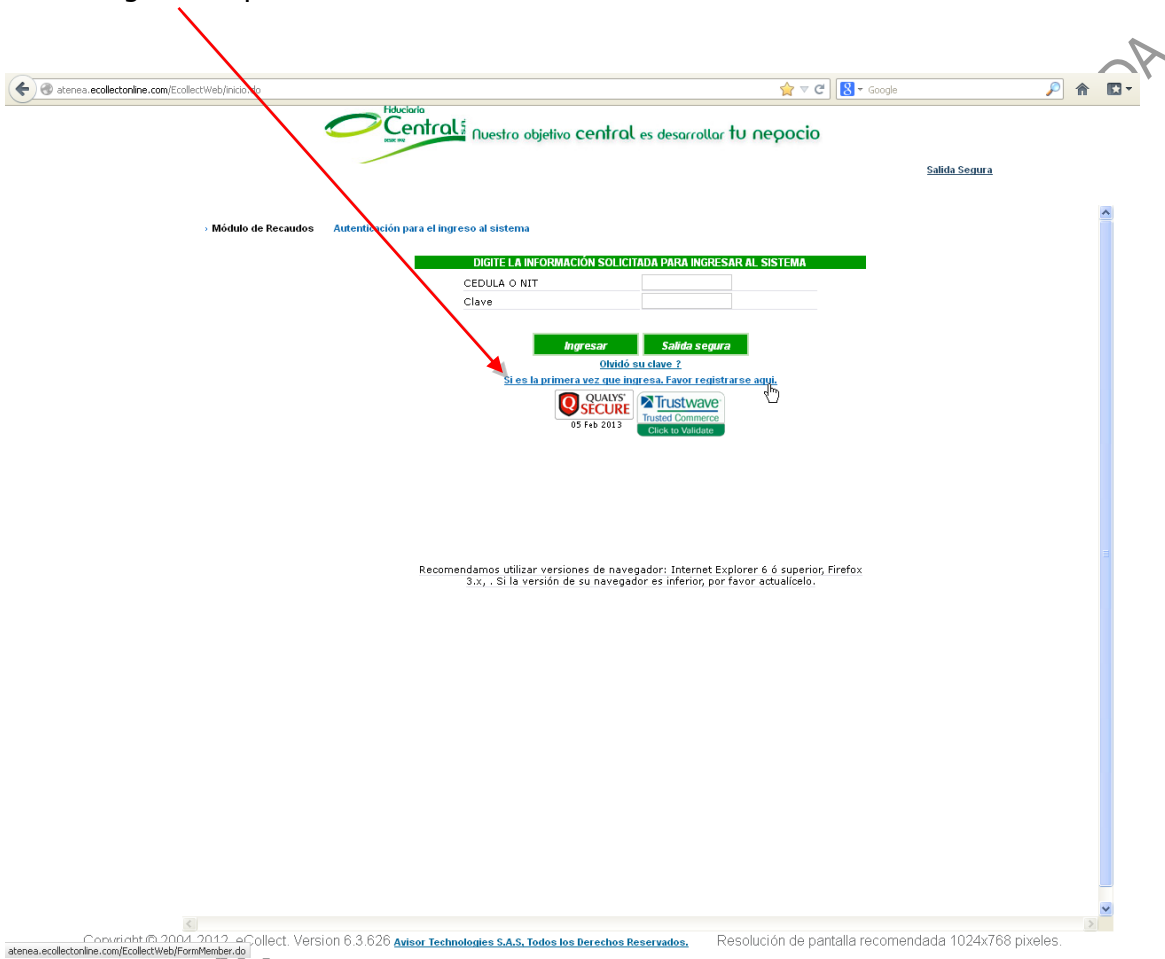 atenea.ecollectonline.com/EcollectWeb/inicio.do
Google
Fiduciaria
Central S.A.
DESDE 1992
Nuestro objetivo central es desarrollar tu negocio
Salida Segura
› Módulo de Recaudos Autenticación para el ingreso al sistema
DIGITE LA INFORMACIÓN SOLICITADA PARA INGRESAR AL SISTEMA
CEDULA O NIT
Clave
Ingresar Salida segura
Olvidó su clave ?
Si es la primera vez que ingresa. Favor registrarse aqui.
QUALYS®
SECURE
05 Feb 2013
Trustwave®
Trusted Commerce
Click to Validate
Recomendamos utilizar versiones de navegador: Internet Explorer 6 ó superior, Firefox
3.x, . Si la versión de su navegador es inferior, por favor actualícelo.
Copyright © 2004 2012 eCollect. Version 6.3.626 Avisor Technologies S.A.S. Todos los Derechos Reservados. Resolución de pantalla recomendada 1024x768 pixeles.
atenea.ecollectonline.com/EcollectWeb/FormMember.do